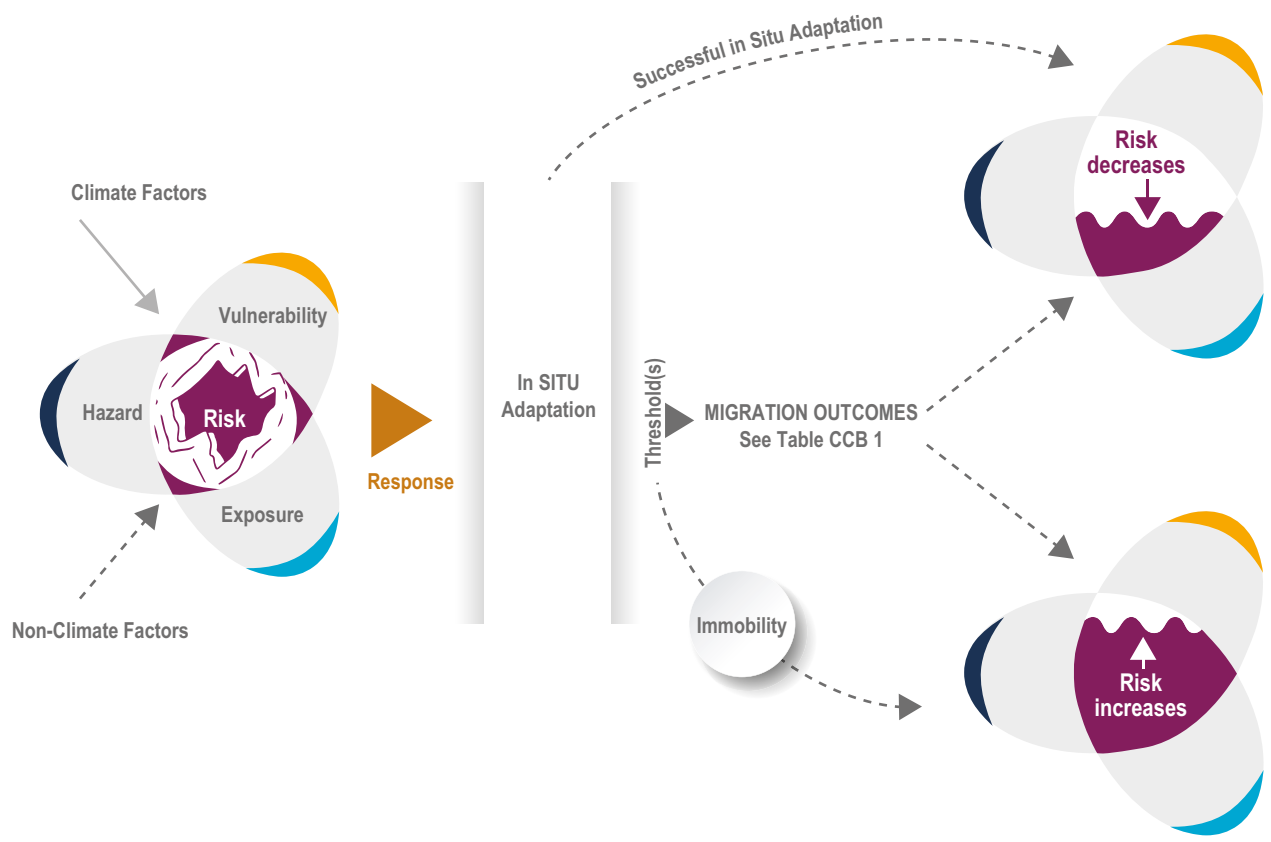 Successful in Situ Adaptation
Climate Factors
Vulnerability
Hazard
Risk
Exposure
Non-Climate Factors
Response
In SITU
Adaptation
Threshold(s)
MIGRATION OUTCOMES
See Table CCB 1
Immobility
Risk
decreases
Risk
increases